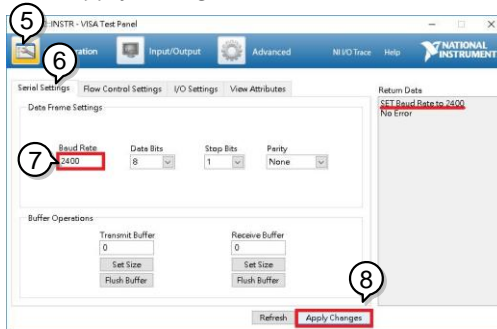 5
::INSTR - VISA Test Panel
Input/Output Advanced NI I/O Trace Help NATIONAL INSTRUMENT
6
Serial Settings Flow Control Settings I/O Settings View Attributes Return Data
Data Frame Settings SET Baud Rate to 2400
No Error
Baud Rate Data Bits Stop Bits Parity
7 2400 8 1 None
Buffer Operations
Transmit Buffer Receive Buffer
0 0
Set Size Set Size
Flush Buffer Flush Buffer
8
Refresh Apply Changes